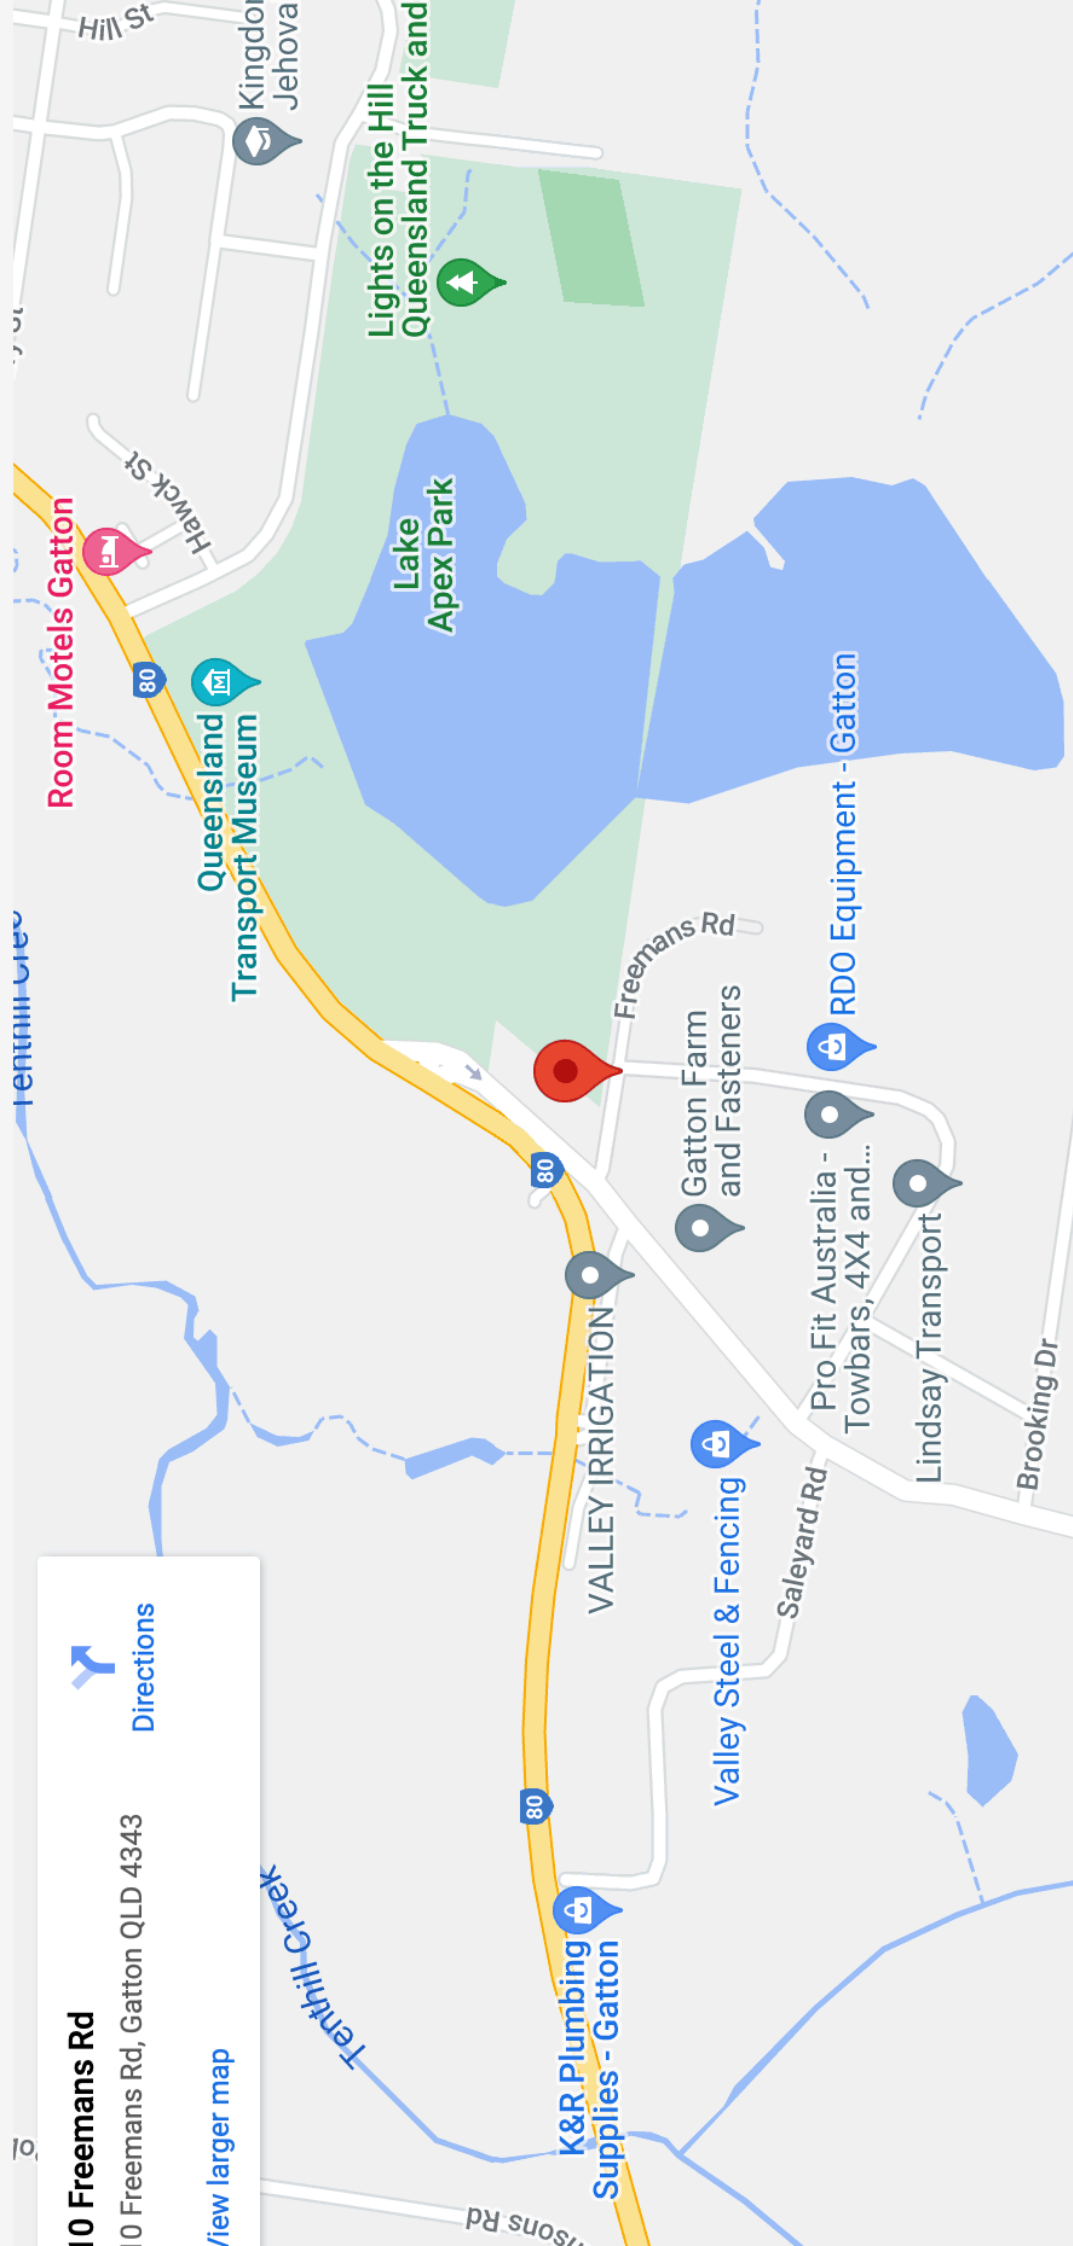 10 Freemans Rd
10 Freemans Rd, Gatton QLD 4343
View larger map
Directions
Tenthill Creek
K&R Plumbing
Supplies - Gatton
80
Valley Steel & Fencing
Saleyard Rd
VALLEY IRRIGATION
Brooking Dr
Lindsay Transport
Pro Fit Australia -
Towbars, 4X4 and...
Gatton Farm
and Fasteners
80
RDO Equipment - Gatton
Freemans Rd
Queensland
Transport Museum
80
Room Motels Gatton
Hawck St
Lake
Apex Park
Lights on the Hill
Queensland Truck and
Jehova
Hill St